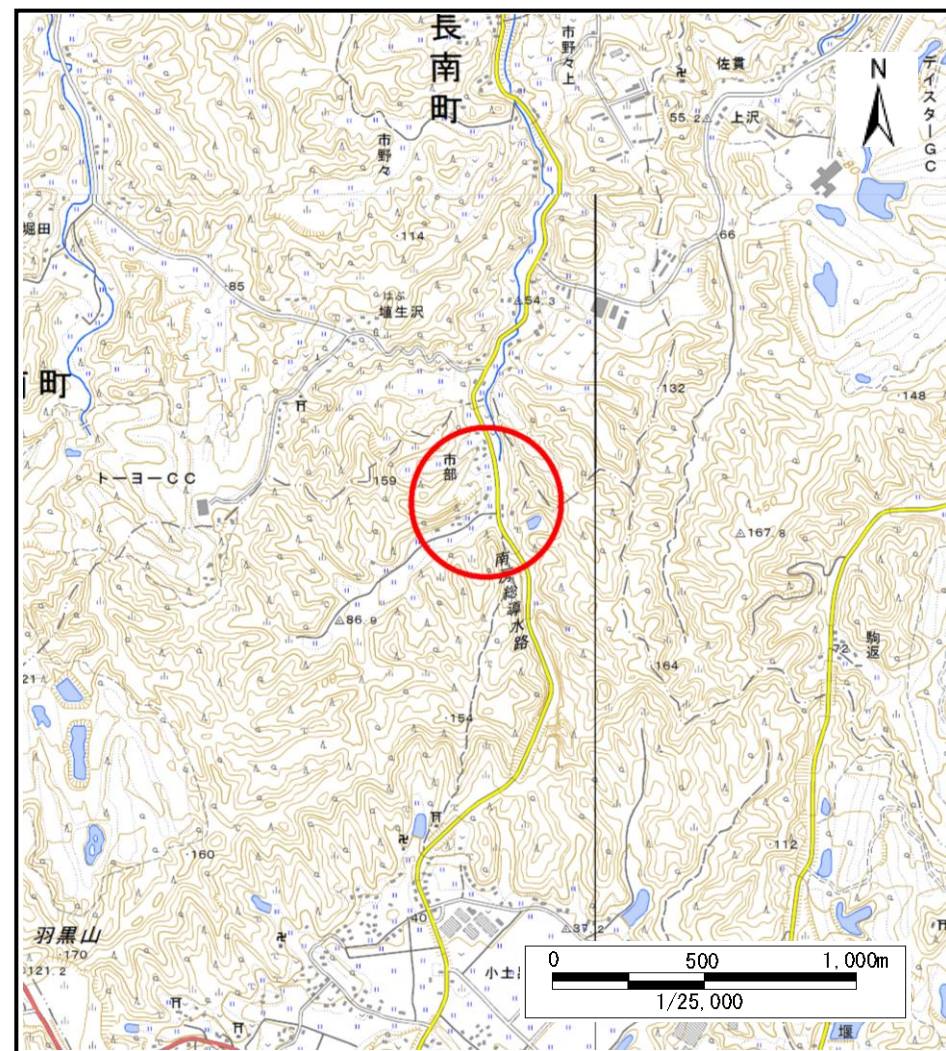 長南町
市野々上
佐貫
N
デイスターGC
55.2
上沢
市野々
堀田
114
66
85
はぶ
埴生沢
54.3
町
132
148
市部
トーヨーCC
159
167.8
南房総導水路
86.9
駒返
72
164
154
160
112
羽黒山
170
121.2
40
37.2
小土
0 500 1,000m
1/25,000
堰